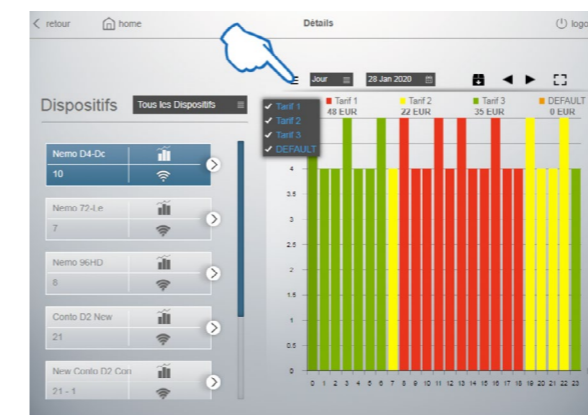 retour
home
Détails
logo
Jour
28 Jan 2020
Dispositifs
Tous les Dispositifs
Tarif 1
Tarif 2
Tarif 3
DEFAULT
Tarif 1
48 EUR
Tarif 2
22 EUR
Tarif 3
35 EUR
DEFAULT
0 EUR
Nemo D4-Dc
10
Nemo 72-Le
7
Nemo 96HD
8
Conto D2 New
21
New Conto D2 Con
21 - 1
4
3.5
3
2.5
2
1.5
1
0.5
0
0 1 2 3 4 5 6 7 8 9 10 11 12 13 14 15 16 17 18 19 20 21 22 23